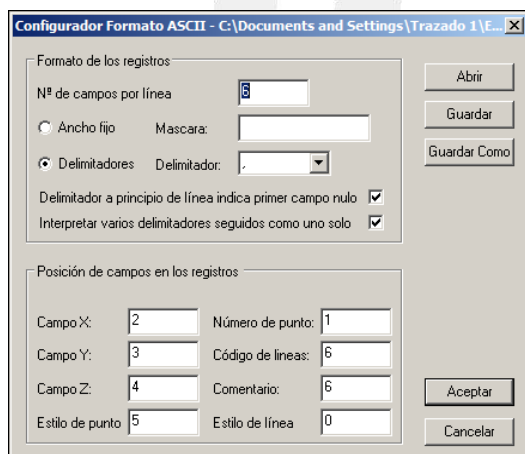 Configurador Formato ASCII - C:\Documents and Settings\Trazado 1\E...
Formato de los registros
Nº de campos por línea 6
Ancho fijo Mascara:
Delimitadores Delimitador: ,
Delimitador a principio de línea indica primer campo nulo
Interpretar varios delimitadores seguidos como uno solo
Abrir
Guardar
Guardar Como
Posición de campos en los registros
Campo X: 2 Número de punto: 1
Campo Y: 3 Código de lineas: 6
Campo Z: 4 Comentario: 6
Estilo de punto 5 Estilo de línea 0
Aceptar
Cancelar